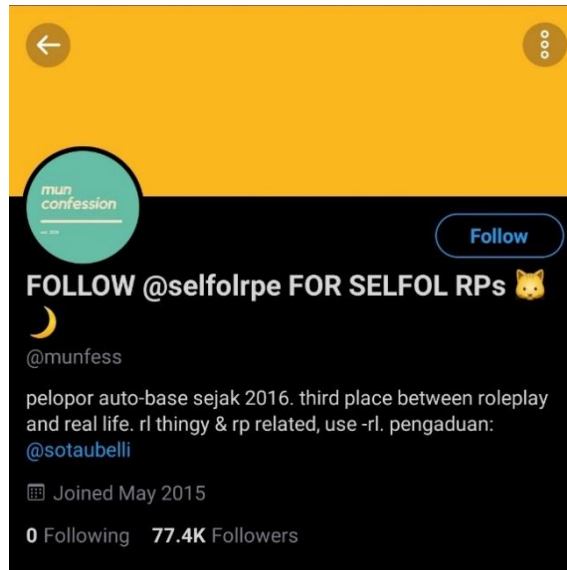 mun
confession
Follow
FOLLOW @selfolrpe FOR SELFOL RPs 🐱
🌙
@munfess
pelopor auto-base sejak 2016. third place between roleplay
and real life. rl thingy & rp related, use -rl. pengaduan:
@sotaubelli
Joined May 2015
0 Following 77.4K Followers